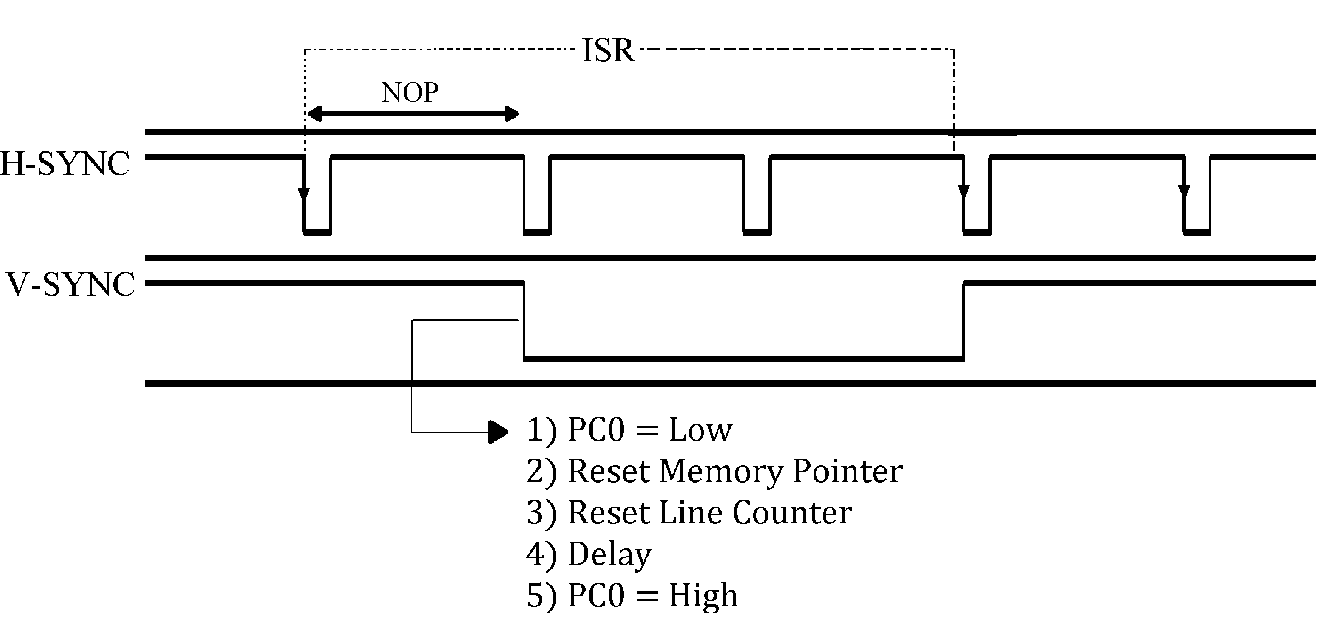 ISR
NOP
H-SYNC
V-SYNC
1) PC0 = Low
2) Reset Memory Pointer
3) Reset Line Counter
4) Delay
5) PC0 = High